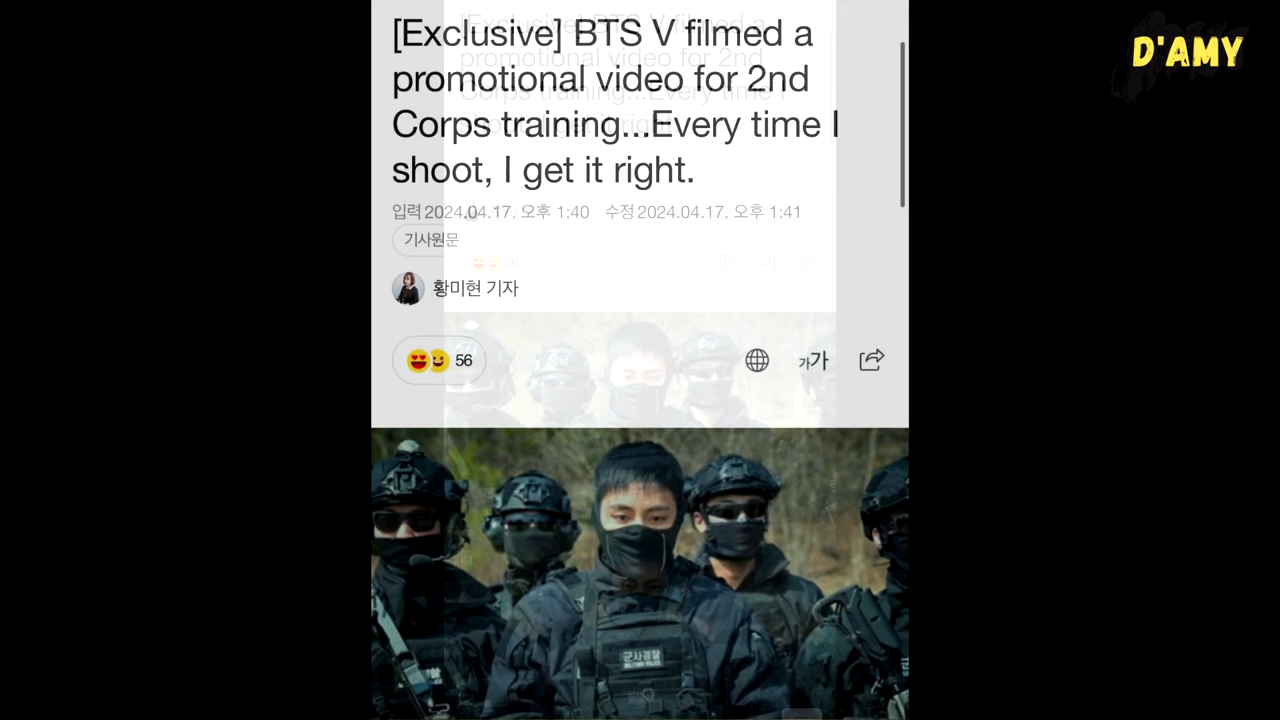 D'AMY
[Exclusive] BTS V filmed a
promotional video for 2nd
Corps training...Every time I
shoot, I get it right.
입력 2024.04.17. 오후 1:40 수정 2024.04.17. 오후 1:41
기사원문
황미현 기자
56
가가
군사경찰
MILITARY POLICE